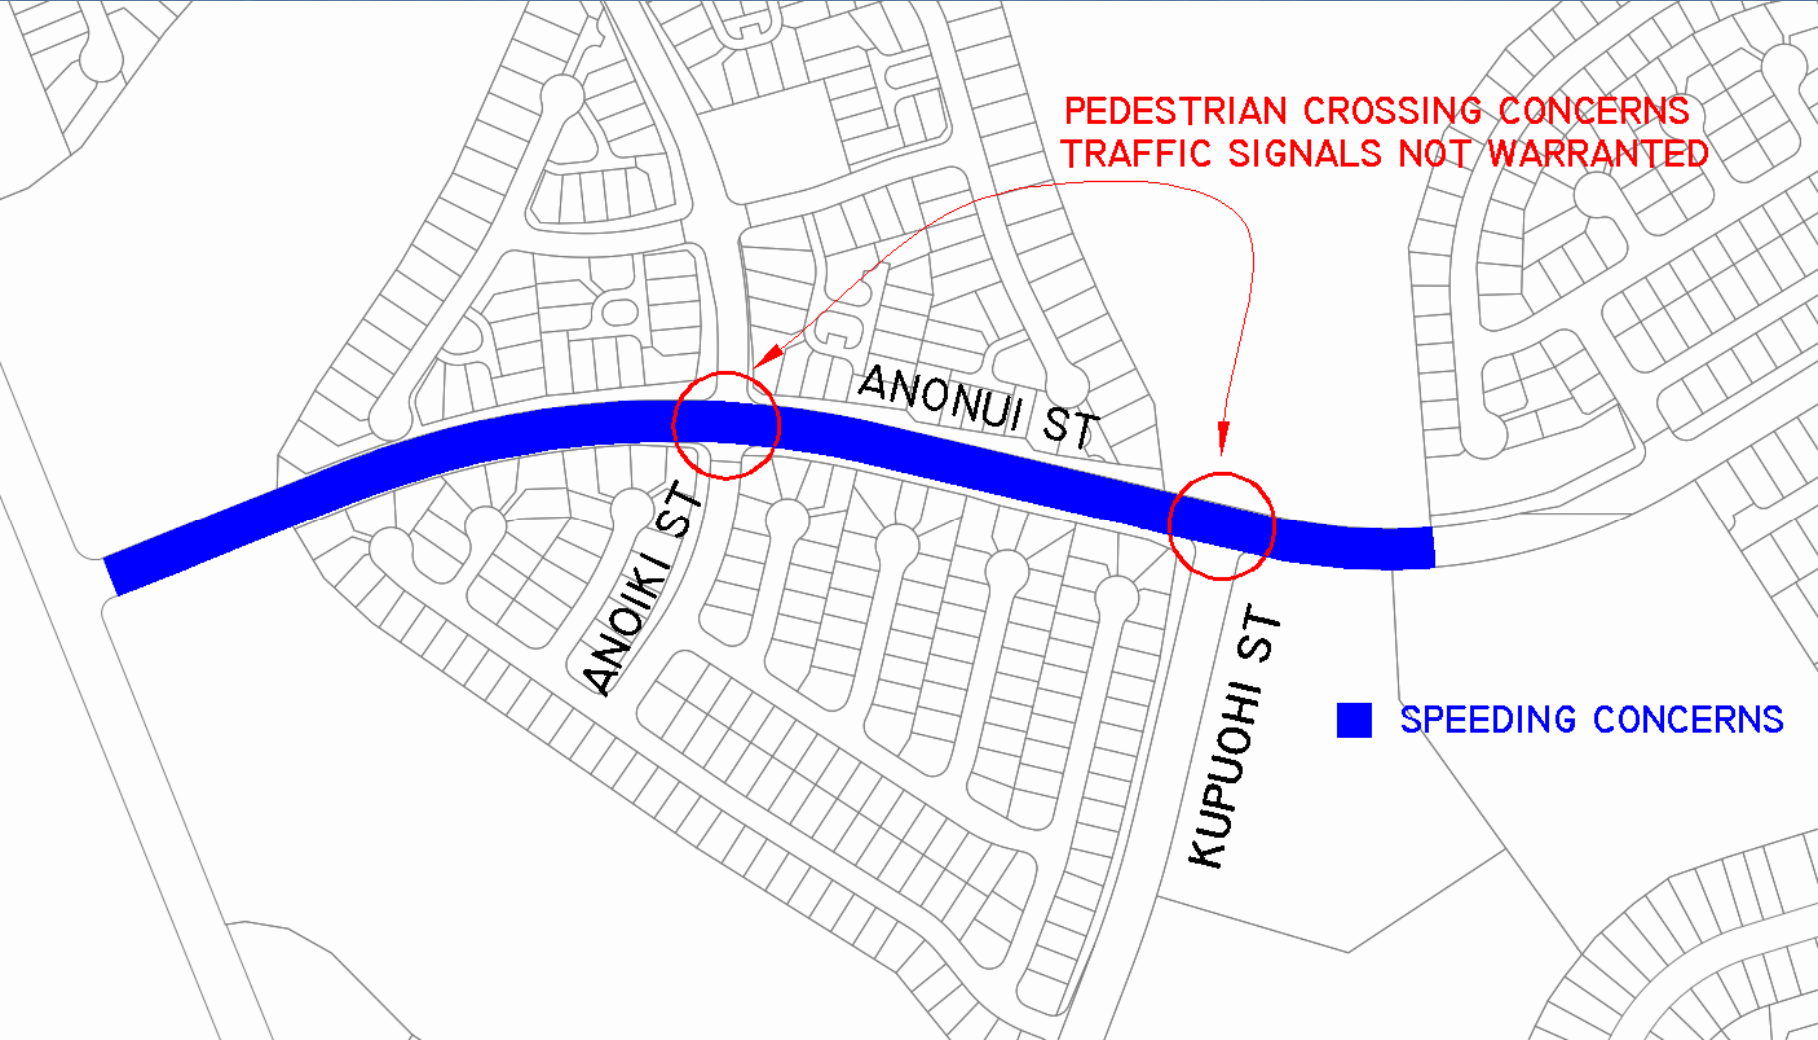 PEDESTRIAN CROSSING CONCERNS
TRAFFIC SIGNALS NOT WARRANTED
ANONUI ST
ANOIKI ST
KUPUOHI ST
SPEEDING CONCERNS